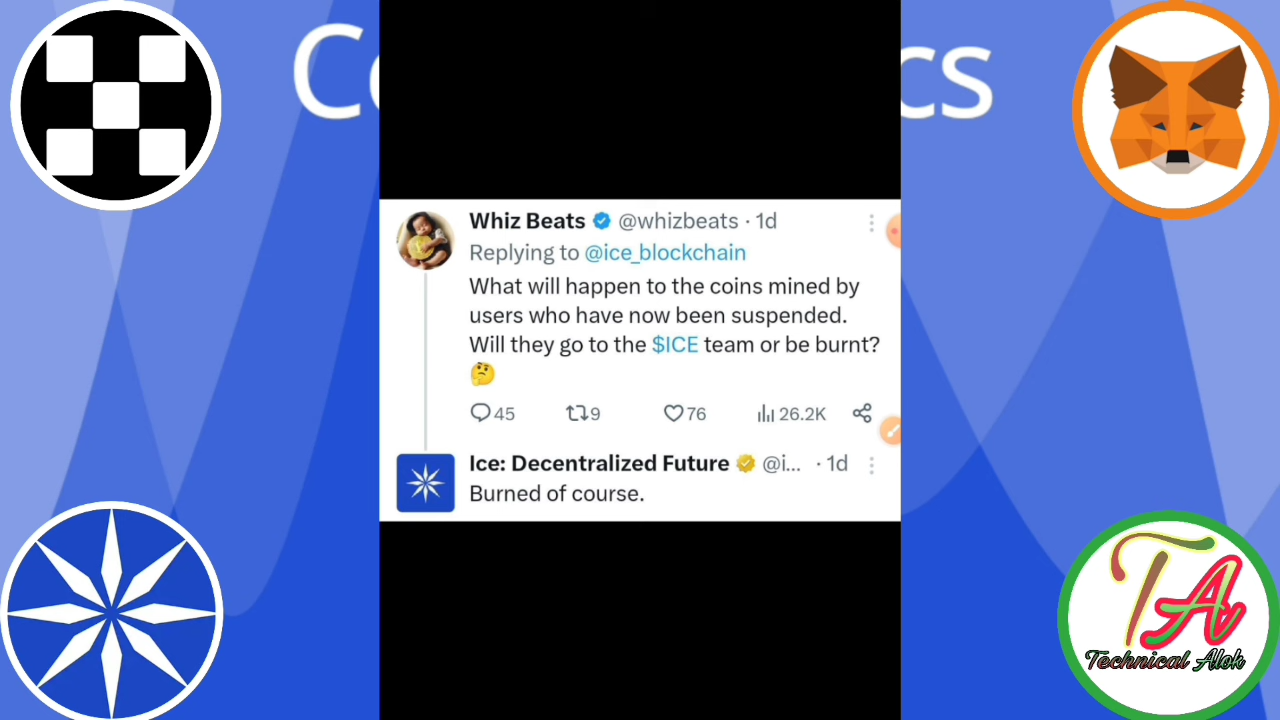 C cs
Whiz Beats @whizbeats · 1d
Replying to @ice_blockchain
What will happen to the coins mined by
users who have now been suspended.
Will they go to the $ICE team or be burnt?
🤔
45 9 76 26.2K
Ice: Decentralized Future @i... · 1d
Burned of course.
TA
Technical Alok